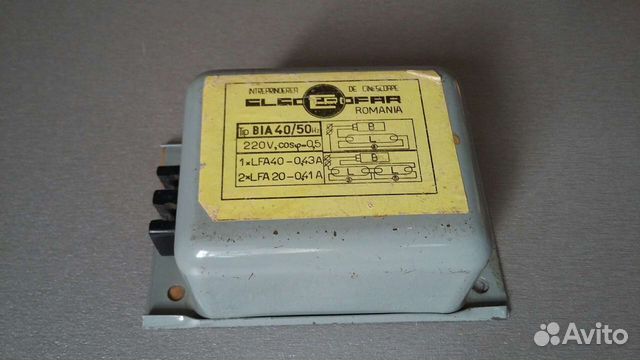 INTREPRINDEREA DE CINESCOAPE
ELECTROFAR
ROMANIA
Tip BIA 40/50Hz
220V, cosφ=0,5
1×LFA40-0,43A
2×LFA20-0,41A
B
L
B
L L
Avito